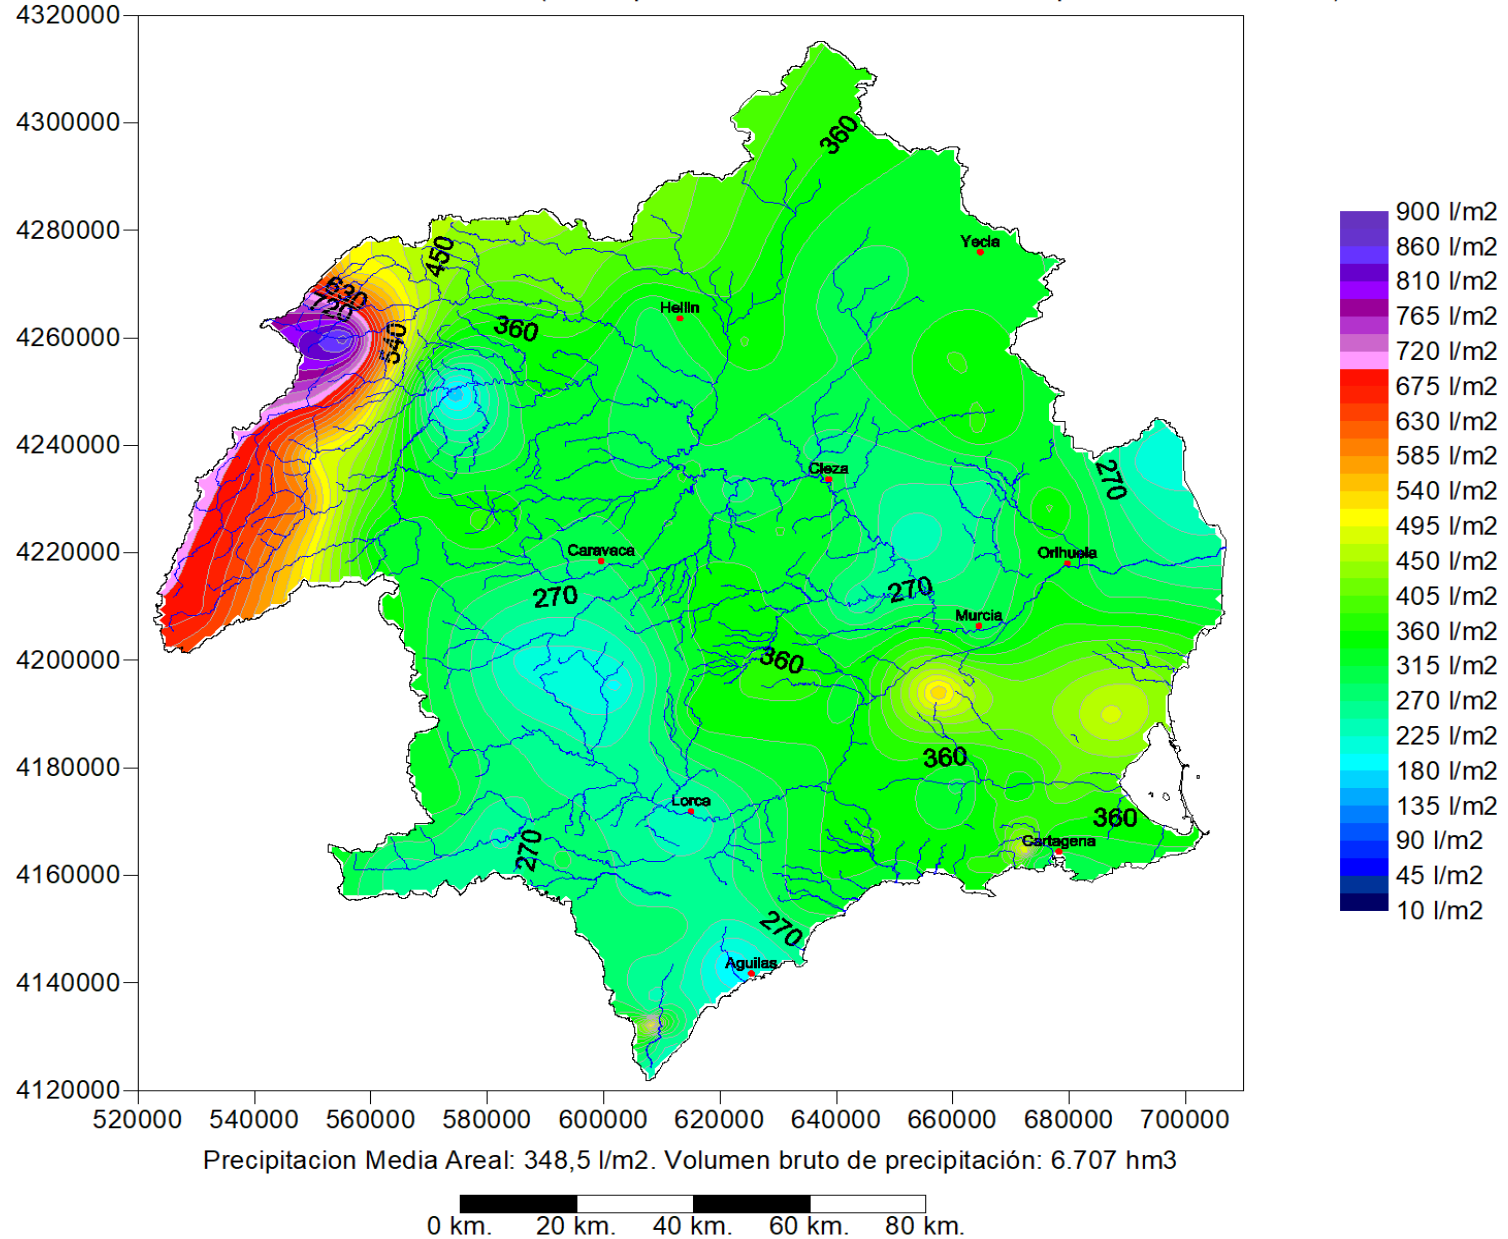 4320000
4300000
4280000
4260000
4240000
4220000
4200000
4180000
4160000
4140000
4120000
520000 540000 560000 580000 600000 620000 640000 660000 680000 700000
360
Yecla
450
630
720
540
360
Hellin
Cieza
270
Caravaca
Orihuela
270
270
Murcia
360
360
Lorca
360
Cartagena
270
270
Aguilas
900 l/m2
860 l/m2
810 l/m2
765 l/m2
720 l/m2
675 l/m2
630 l/m2
585 l/m2
540 l/m2
495 l/m2
450 l/m2
405 l/m2
360 l/m2
315 l/m2
270 l/m2
225 l/m2
180 l/m2
135 l/m2
90 l/m2
45 l/m2
10 l/m2
Precipitacion Media Areal: 348,5 l/m2. Volumen bruto de precipitación: 6.707 hm3
0 km. 20 km. 40 km. 60 km. 80 km.